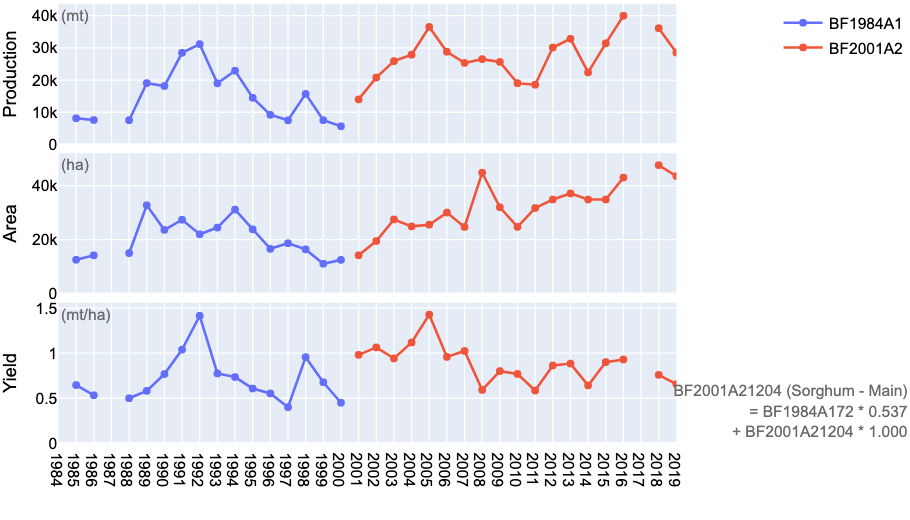 (mt)
40k
30k
20k
10k
0
Production
BF1984A1
BF2001A2
(ha)
40k
20k
0
Area
(mt/ha)
1.5
1
0.5
0
Yield
BF2001A21204 (Sorghum - Main)
= BF1984A172 * 0.537
+ BF2001A21204 * 1.000
1984
1985
1986
1987
1988
1989
1990
1991
1992
1993
1994
1995
1996
1997
1998
1999
2000
2001
2002
2003
2004
2005
2006
2007
2008
2009
2010
2011
2012
2013
2014
2015
2016
2017
2018
2019